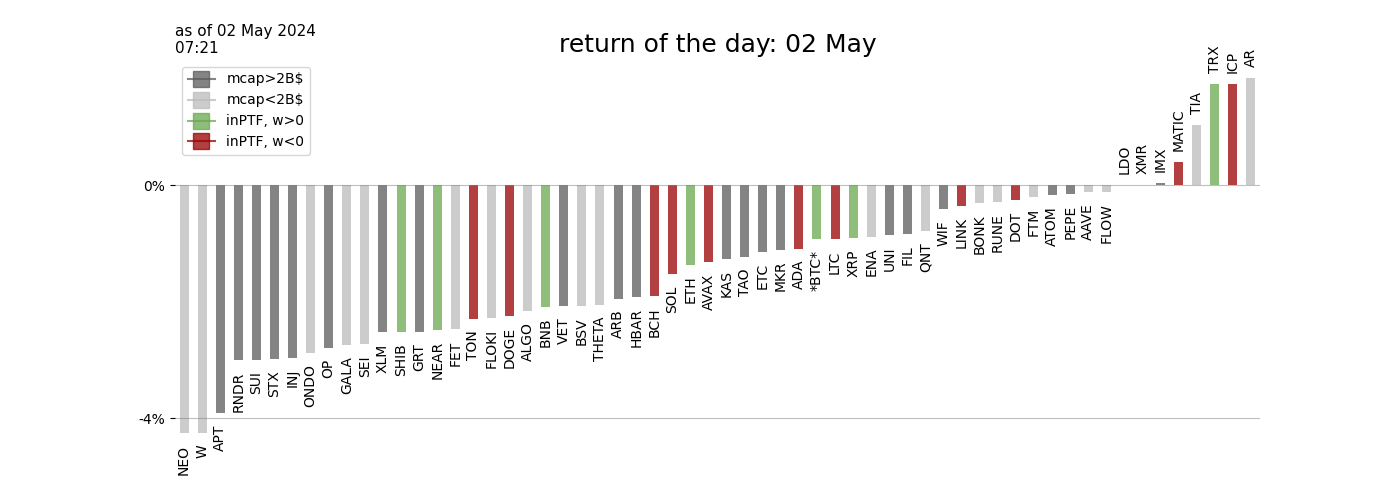 as of 02 May 2024
07:21
return of the day: 02 May
mcap>2B$
mcap<2B$
inPTF, w>0
inPTF, w<0
0%
-4%
NEO
W
APT
RNDR
SUI
STX
INJ
ONDO
OP
GALA
SEI
XLM
SHIB
GRT
NEAR
FET
TON
FLOKI
DOGE
ALGO
BNB
VET
BSV
THETA
ARB
HBAR
BCH
SOL
ETH
AVAX
KAS
TAO
ETC
MKR
ADA
*BTC*
LTC
XRP
ENA
UNI
FIL
QNT
WIF
LINK
BONK
RUNE
DOT
FTM
ATOM
PEPE
AAVE
FLOW
LDO
XMR
IMX
MATIC
TIA
TRX
ICP
AR